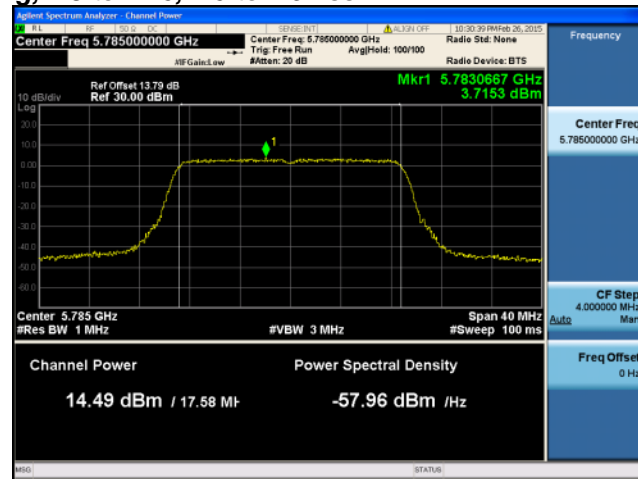 Agilent Spectrum Analyzer - Channel Power
RL RF 50 Ω DC SENSE:INT ALIGN OFF 10:30:39 PM Feb 26, 2015
Center Freq 5.785000000 GHz
Center Freq: 5.785000000 GHz
Radio Std: None
Trig: Free Run Avg|Hold: 100/100
#IFGain:Low #Atten: 20 dB Radio Device: BTS
Frequency
Mkr1 5.7830667 GHz
3.7153 dBm
Ref Offset 13.79 dB
10 dB/div Ref 30.00 dBm
Log
20.0
10.0
1
0.00
-10.0
-20.0
-30.0
-40.0
-50.0
-60.0
Center 5.785 GHz Span 40 MHz
#Res BW 1 MHz #VBW 3 MHz #Sweep 100 ms
Channel Power Power Spectral Density
14.49 dBm / 17.58 MH -57.96 dBm /Hz
Center Freq
5.785000000 GHz
CF Step
4.000000 MHz
Auto Man
Freq Offset
0 Hz
MSG STATUS